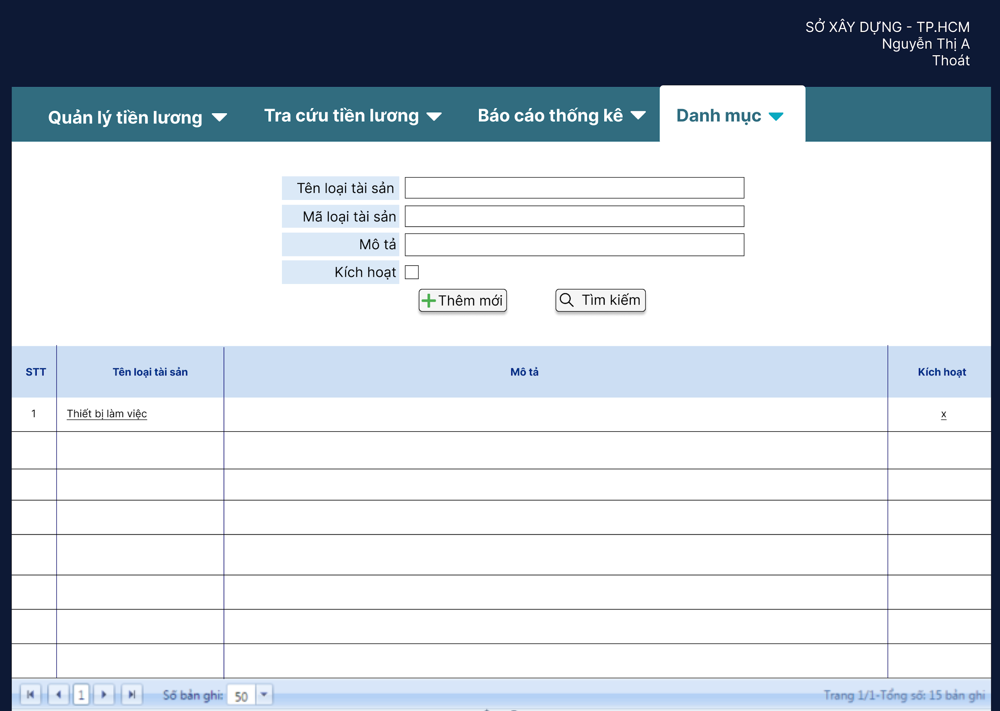 SỞ XÂY DỰNG - TP.HCM
Nguyễn Thị A
Thoát
Quản lý tiền lương Tra cứu tiền lương Báo cáo thống kê Danh mục
Tên loại tài sản
Mã loại tài sản
Mô tả
Kích hoạt
Thêm mới Tìm kiếm
STT Tên loại tài sản Mô tả Kích hoạt
1 Thiết bị làm việc x
1 Số bản ghi: 50 Trang 1/1-Tổng số: 15 bản ghi